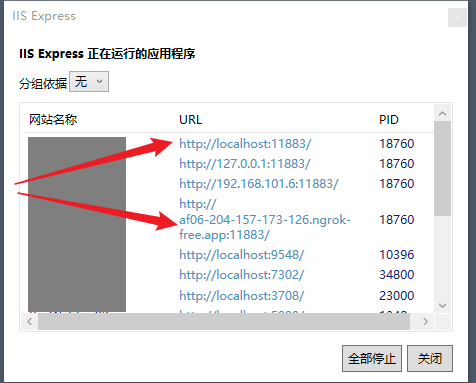 IIS Express
IIS Express 正在运行的应用程序
分组依据 无
网站名称 URL PID
http://localhost:11883/ 18760
http://127.0.0.1:11883/ 18760
http://192.168.101.6:11883/ 18760
http://
af06-204-157-173-126.ngrok- 18760
free.app:11883/
http://localhost:9548/ 10396
http://localhost:7302/ 34800
http://localhost:3708/ 23000
全部停止 关闭